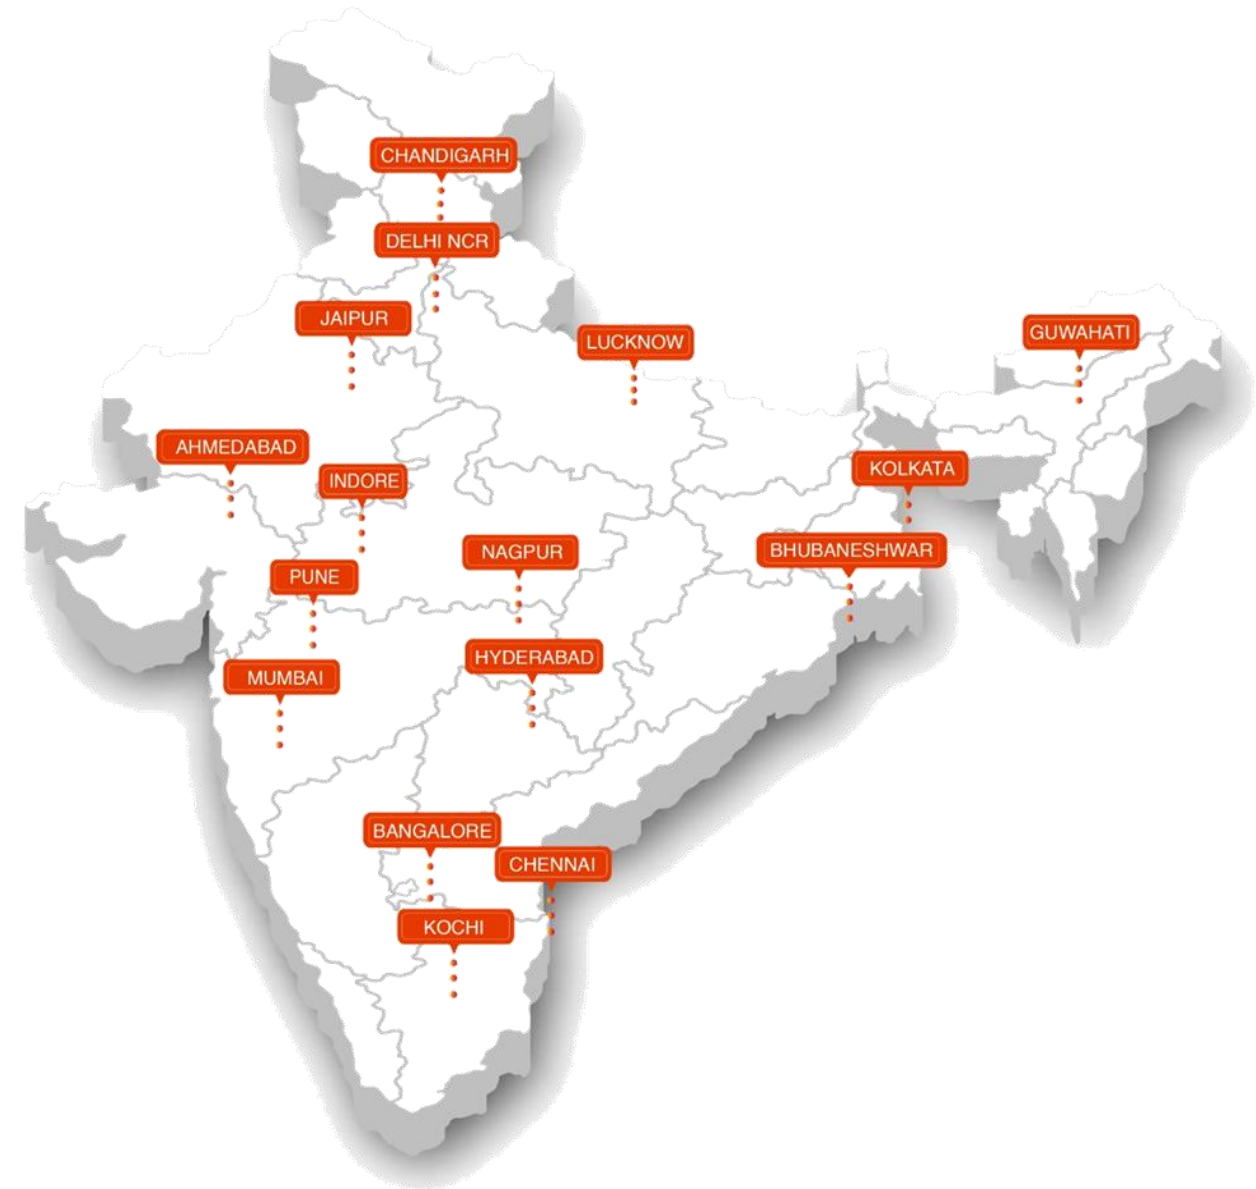 CHANDIGARH
DELHI NCR
JAIPUR
GUWAHATI
LUCKNOW
AHMEDABAD
KOLKATA
INDORE
BHUBANESHWAR
NAGPUR
PUNE
HYDERABAD
MUMBAI
BANGALORE
CHENNAI
KOCHI